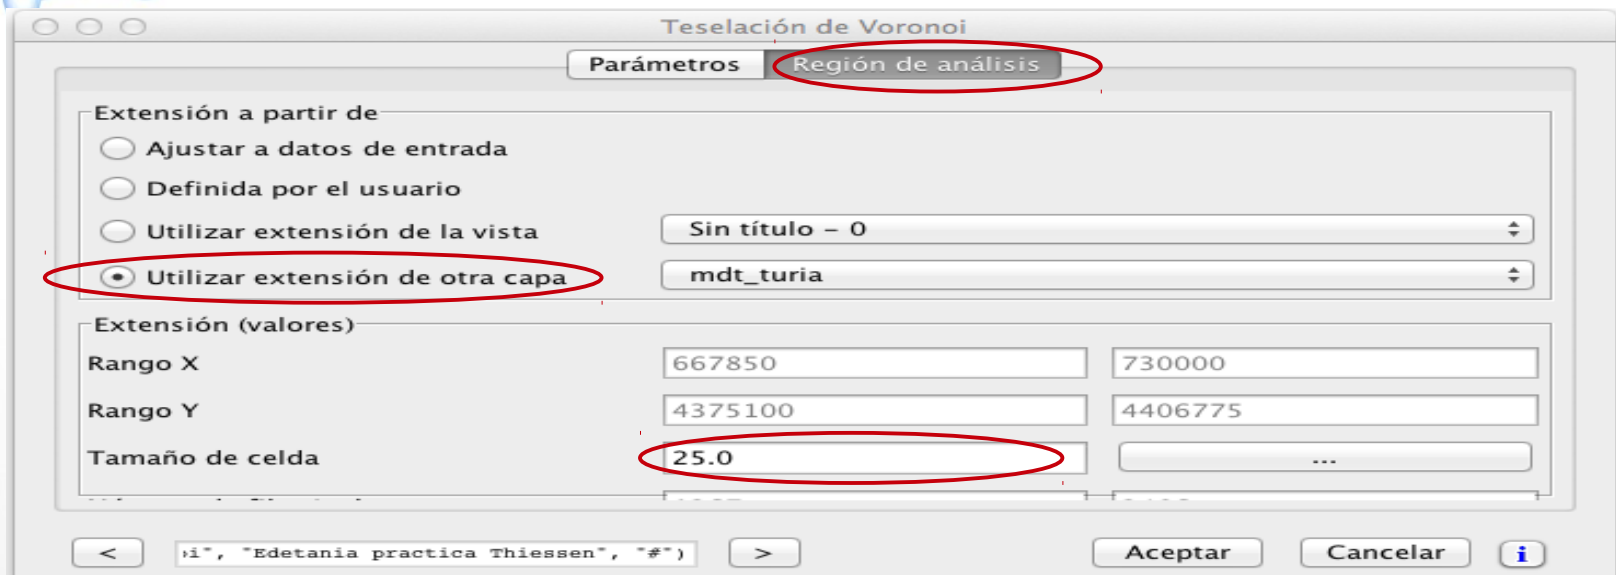 Teselación de Voronoi
Parámetros Región de análisis
Extensión a partir de
Ajustar a datos de entrada
Definida por el usuario
Utilizar extensión de la vista Sin título – 0
Utilizar extensión de otra capa mdt_turia
Extensión (valores)
Rango X 667850 730000
Rango Y 4375100 4406775
Tamaño de celda 25.0 ...
< "Edetania practica Thiessen", "#") > Aceptar Cancelar i